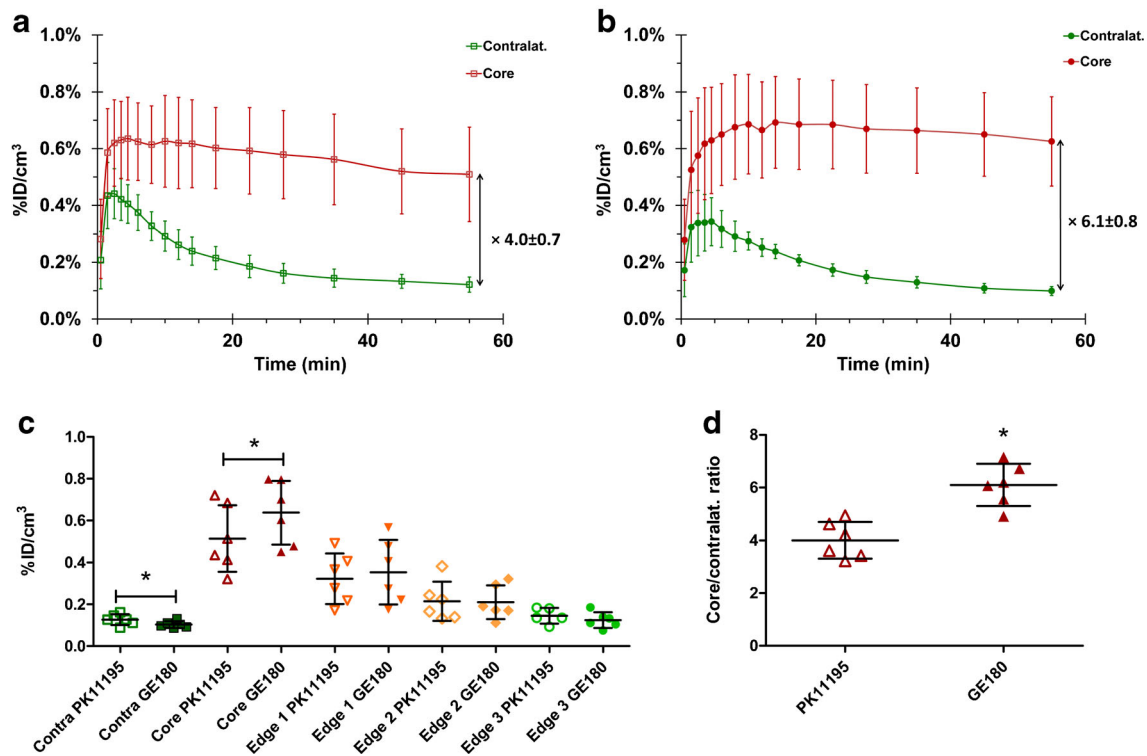 a
1.0%
0.8%
0.6%
0.4%
0.2%
0.0%
%ID/cm³
0
20
40
60
Time (min)
Contralat.
Core
× 4.0±0.7
b
1.0%
0.8%
0.6%
0.4%
0.2%
0.0%
%ID/cm³
0
20
40
60
Time (min)
Contralat.
Core
× 6.1±0.8
c
1.0
0.8
0.6
0.4
0.2
0.0
%ID/cm³
*
*
Contra PK11195
Contra GE180
Core PK11195
Core GE180
Edge 1 PK11195
Edge 1 GE180
Edge 2 PK11195
Edge 2 GE180
Edge 3 PK11195
Edge 3 GE180
d
8
6
4
2
0
Core/contralat. ratio
*
PK11195
GE180